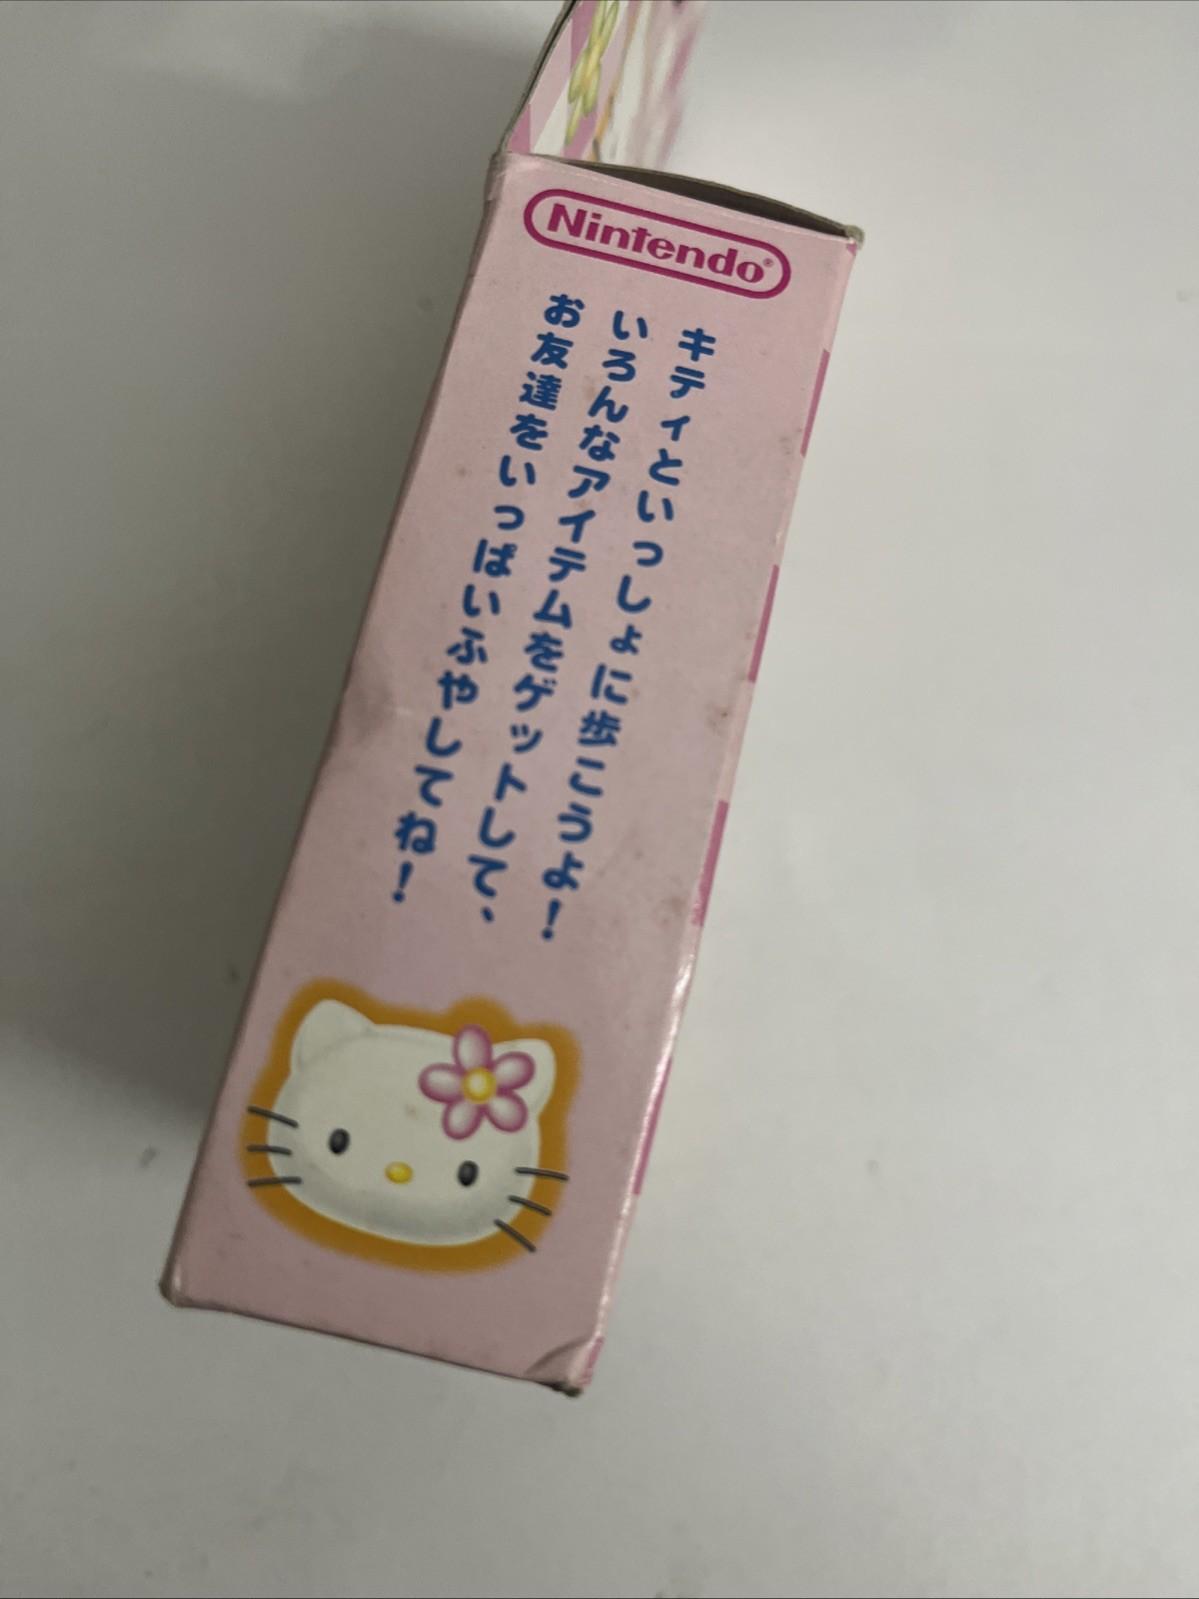 Nintendo®
キティといっしょに歩こうよ!
いろんなアイテムをゲットして、
お友達をいっぱいふやしてね!